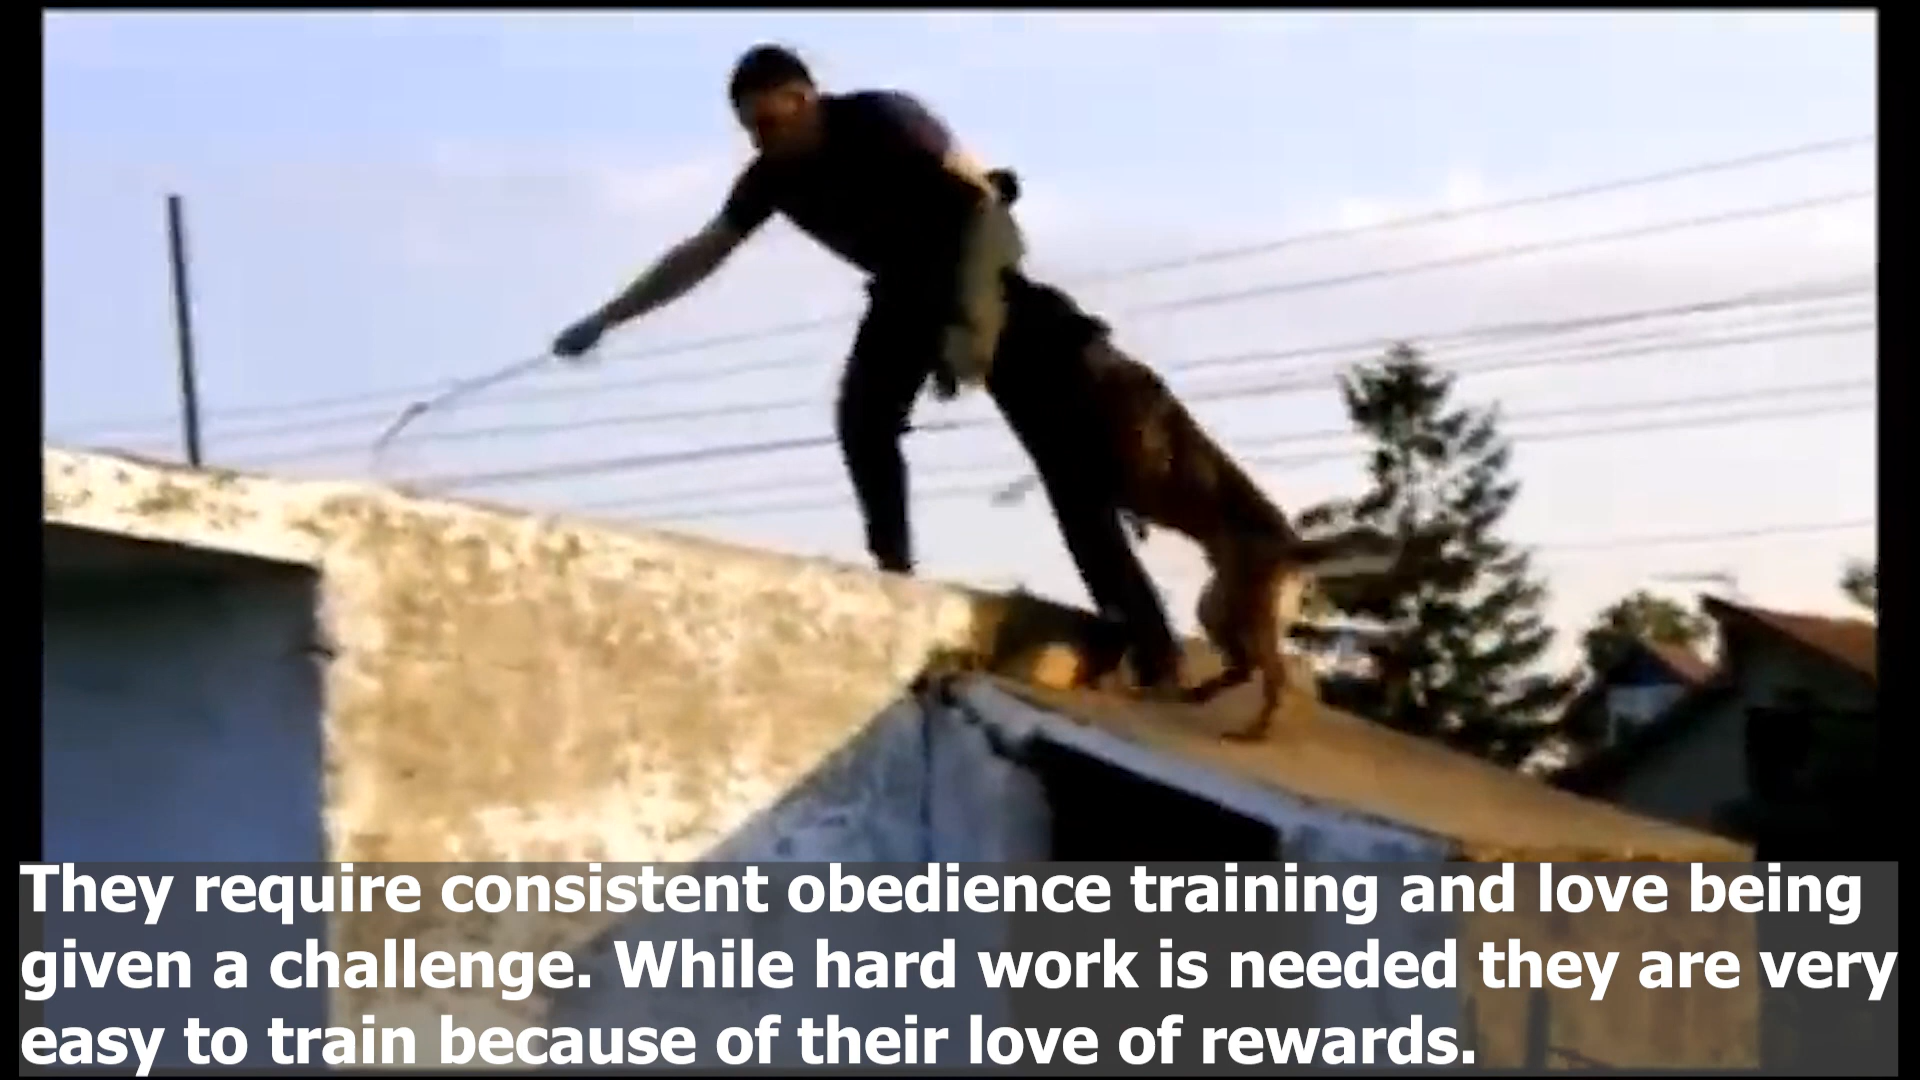 They require consistent obedience training and love being
given a challenge. While hard work is needed they are very
easy to train because of their love of rewards.